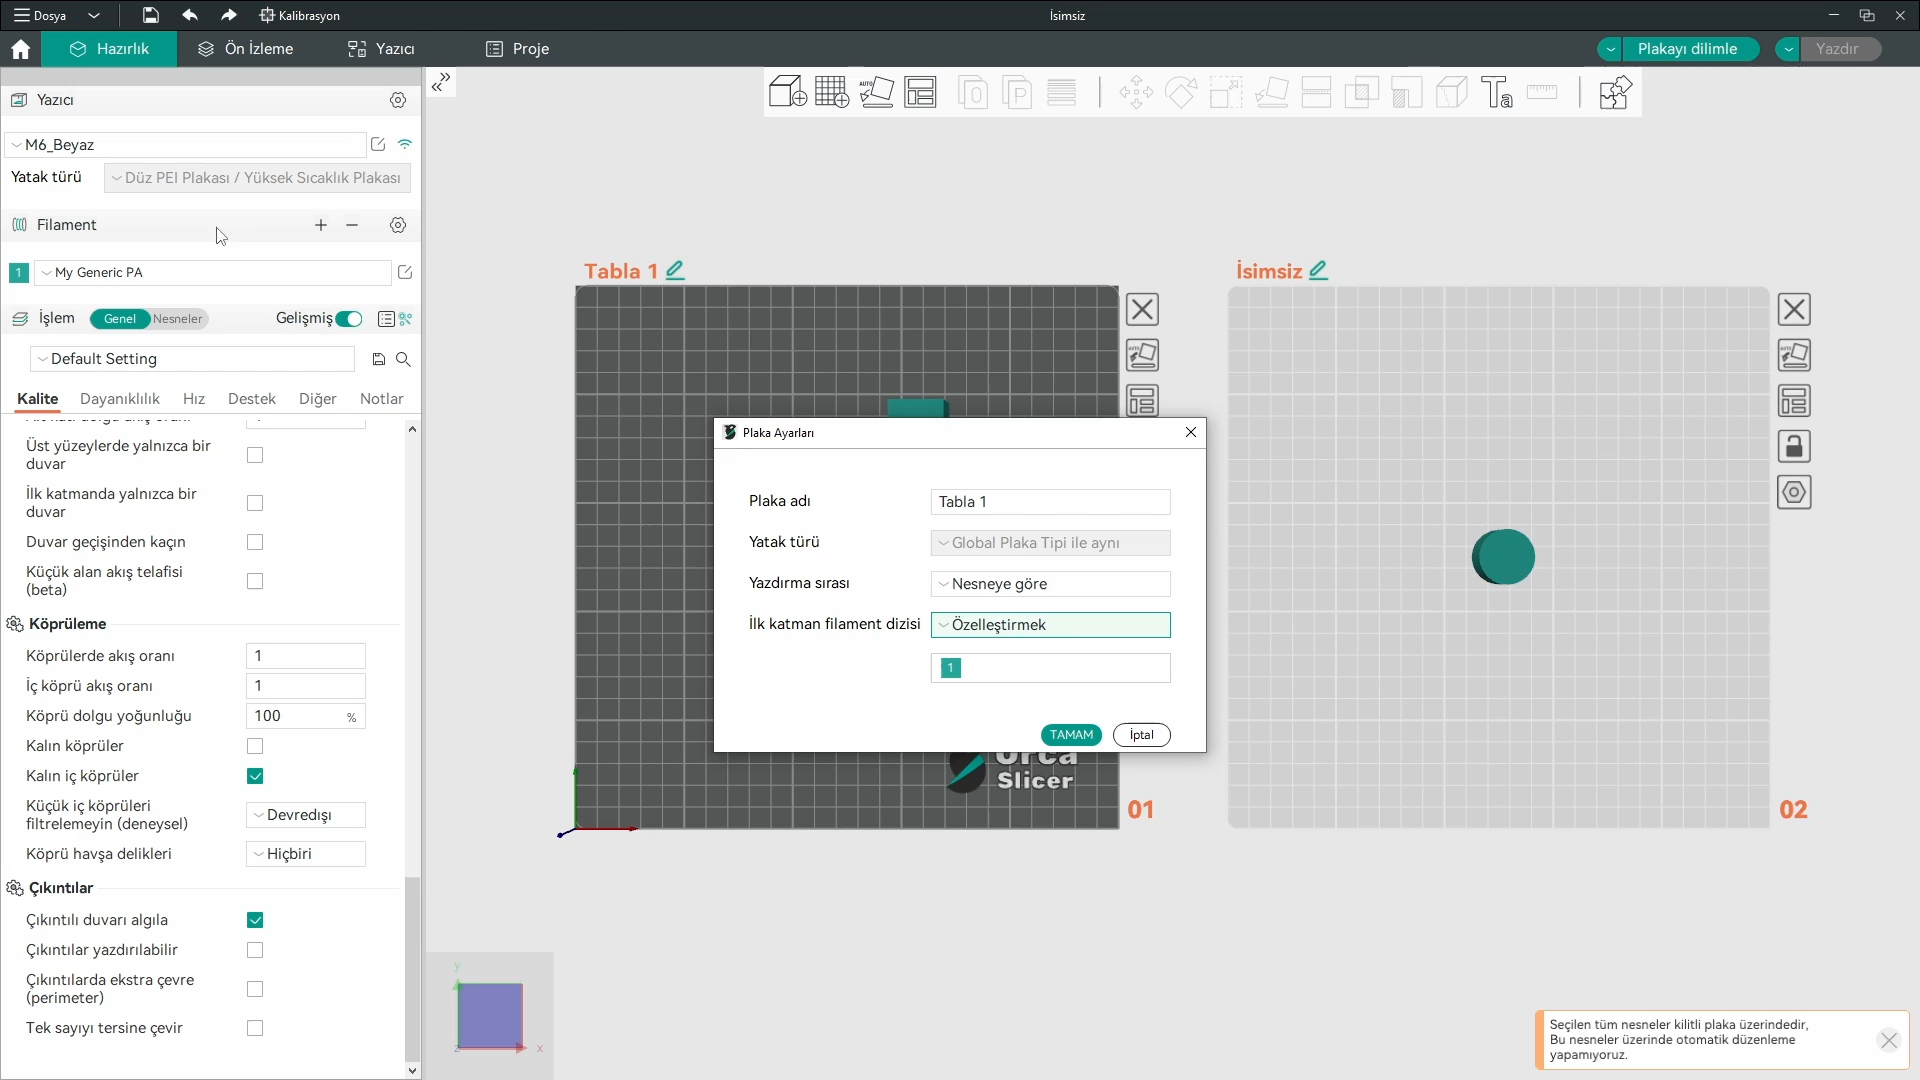 Dosya
Kalibrasyon
İsimsiz
Hazırlık
Ön İzleme
Yazıcı
Proje
Plakayı dilimle
Yazdır
Yazıcı
M6_Beyaz
Yatak türü
Düz PEI Plakası / Yüksek Sıcaklık Plakası
Filament
1
My Generic PA
İşlem
Genel
Nesneler
Gelişmiş
Default Setting
Kalite
Dayanıklılık
Hız
Destek
Diğer
Notlar
Üst yüzeylerde yalnızca bir
duvar
İlk katmanda yalnızca bir
duvar
Duvar geçişinden kaçın
Küçük alan akış telafisi
(beta)
Köprüleme
Köprülerde akış oranı
1
İç köprü akış oranı
1
Köprü dolgu yoğunluğu
100 %
Kalın köprüler
Kalın iç köprüler
Küçük iç köprüleri
filtrelemeyin (deneysel)
Devredışı
Köprü havşa delikleri
Hiçbiri
Çıkıntılar
Çıkıntılı duvarı algıla
Çıkıntılar yazdırılabilir
Çıkıntılarda ekstra çevre
(perimeter)
Tek sayıyı tersine çevir
AUTO
Ta
Tabla 1
İsimsiz
Plaka Ayarları
Plaka adı
Tabla 1
Yatak türü
Global Plaka Tipi ile aynı
Yazdırma sırası
Nesneye göre
İlk katman filament dizisi
Özelleştirmek
1
TAMAM
İptal
Orca
Slicer
01
02
y
z
x
Seçilen tüm nesneler kilitli plaka üzerindedir,
Bu nesneler üzerinde otomatik düzenleme
yapamıyoruz.